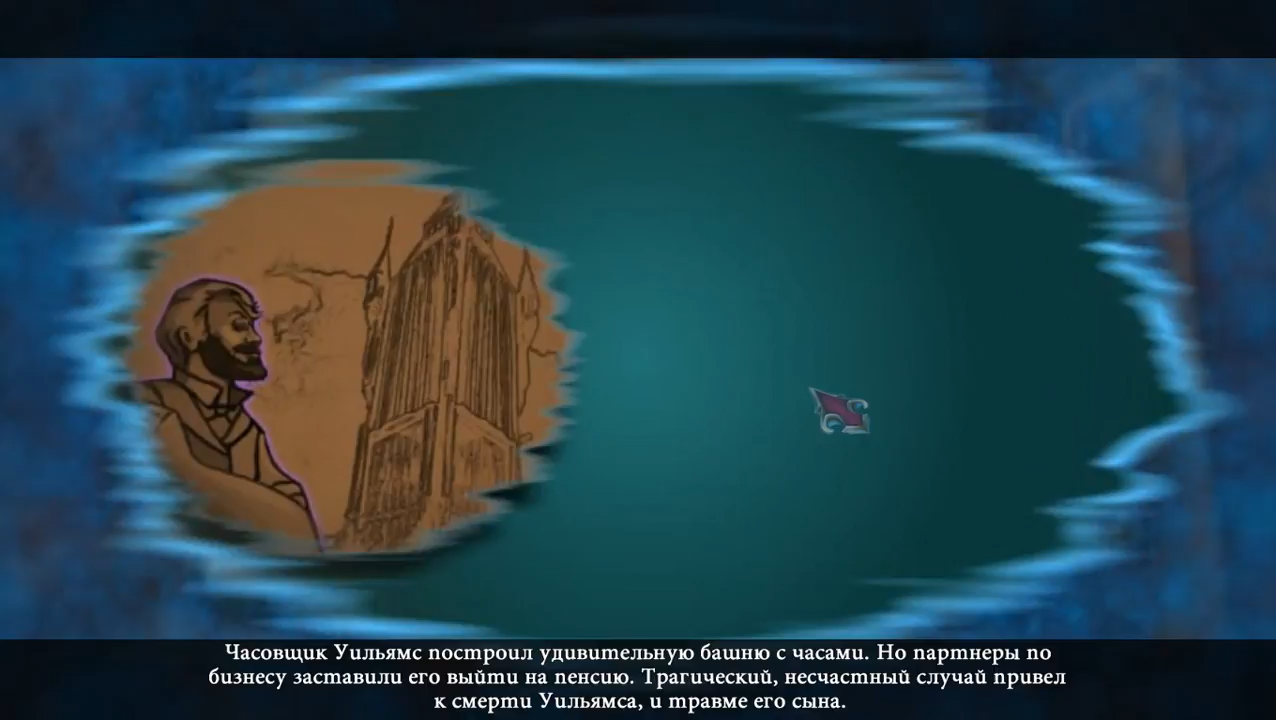 Часовщик Уильямс построил удивительную башню с часами. Но партнеры по
бизнесу заставили его выйти на пенсию. Трагический, несчастный случай привел
к смерти Уильямса, и травме его сына.